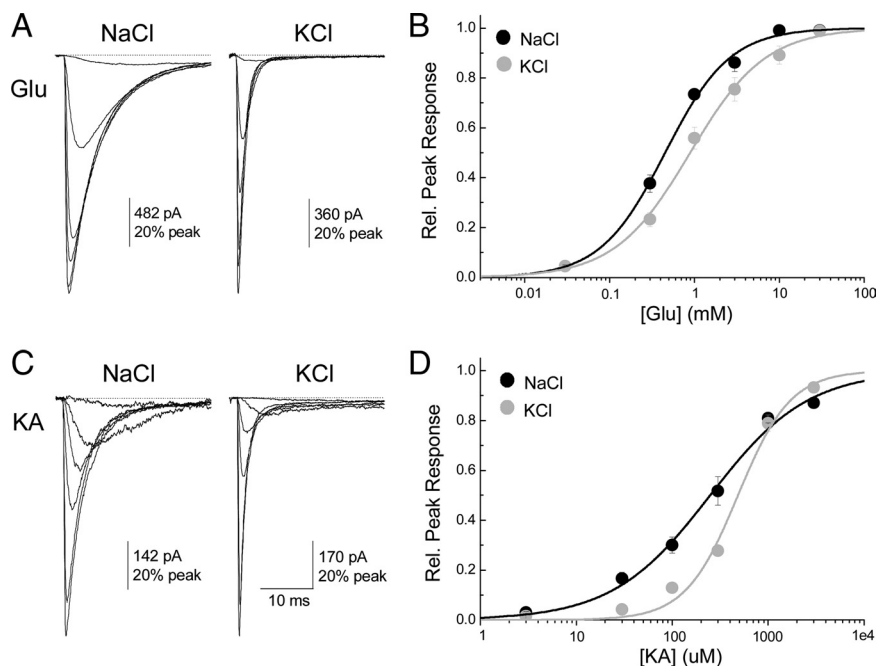 A
NaCl
KCl
Glu
482 pA
20% peak
360 pA
20% peak
B
NaCl
KCl
Rel. Peak Response
1.0
0.8
0.6
0.4
0.2
0.0
0.01
0.1
1
10
100
[Glu] (mM)
C
NaCl
KCl
KA
142 pA
20% peak
170 pA
20% peak
10 ms
D
NaCl
KCl
Rel. Peak Response
1.0
0.8
0.6
0.4
0.2
0.0
1
10
100
1000
1e4
[KA] (uM)